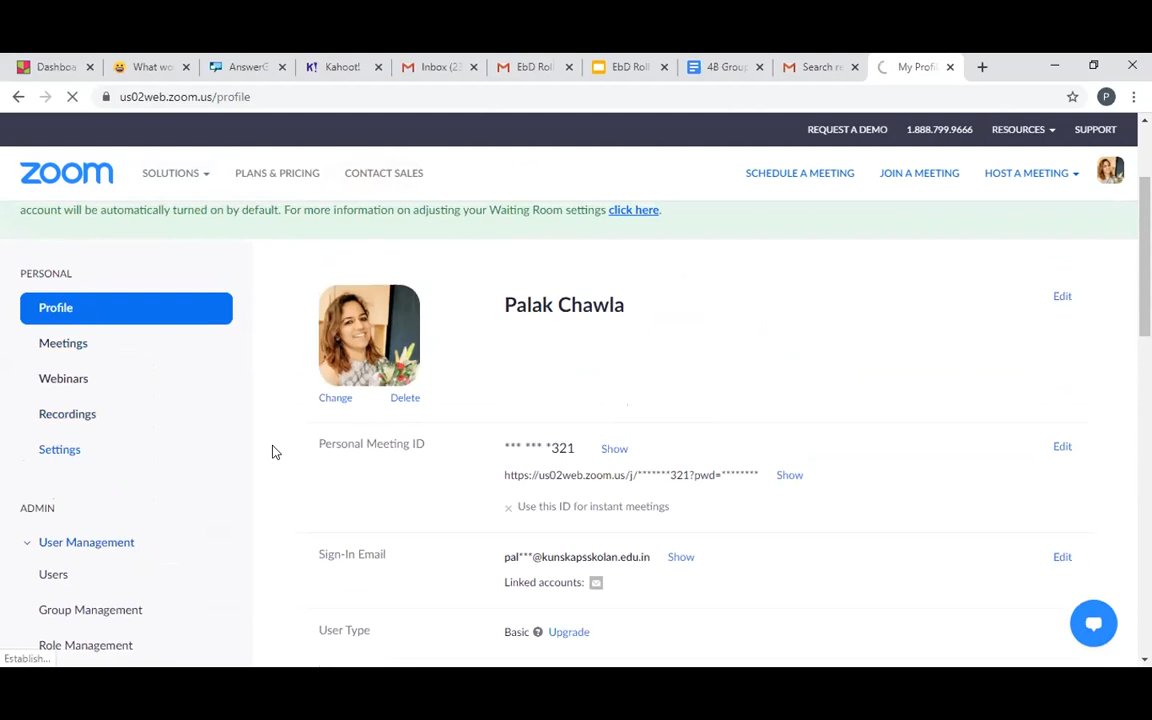 Dashboa
What wo
AnswerG
Kahoot!
Inbox (23
EbD Roll
EbD Roll
4B Group
Search re
My Profi
us02web.zoom.us/profile
P
REQUEST A DEMO 1.888.799.9666 RESOURCES SUPPORT
zoom SOLUTIONS PLANS & PRICING CONTACT SALES SCHEDULE A MEETING JOIN A MEETING HOST A MEETING
account will be automatically turned on by default. For more information on adjusting your Waiting Room settings click here.
PERSONAL
Profile
Meetings
Webinars
Recordings
Settings
ADMIN
User Management
Users
Group Management
Role Management
Palak Chawla
Edit
Change Delete
Personal Meeting ID
*** *** *321 Show
Edit
https://us02web.zoom.us/j/*******321?pwd=******** Show
Use this ID for instant meetings
Sign-In Email
pal***@kunskapsskolan.edu.in Show
Edit
Linked accounts:
User Type
Basic Upgrade
Establish...